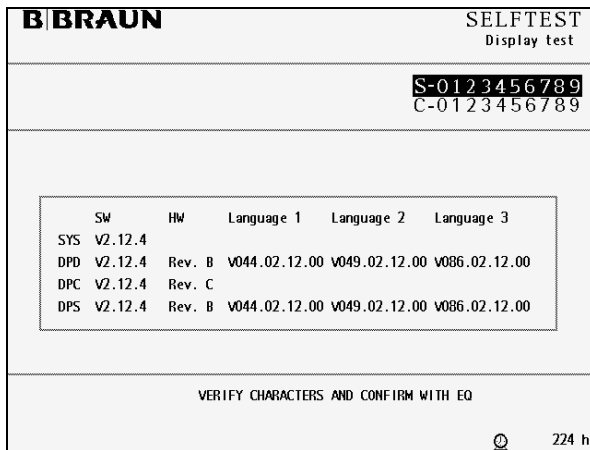 B|BRAUN
SELFTEST
Display test
S-0123456789
C-0123456789
SW HW Language 1 Language 2 Language 3
SYS V2.12.4
DPD V2.12.4 Rev. B V044.02.12.00 V049.02.12.00 V086.02.12.00
DPC V2.12.4 Rev. C
DPS V2.12.4 Rev. B V044.02.12.00 V049.02.12.00 V086.02.12.00
VERIFY CHARACTERS AND CONFIRM WITH EQ
224 h